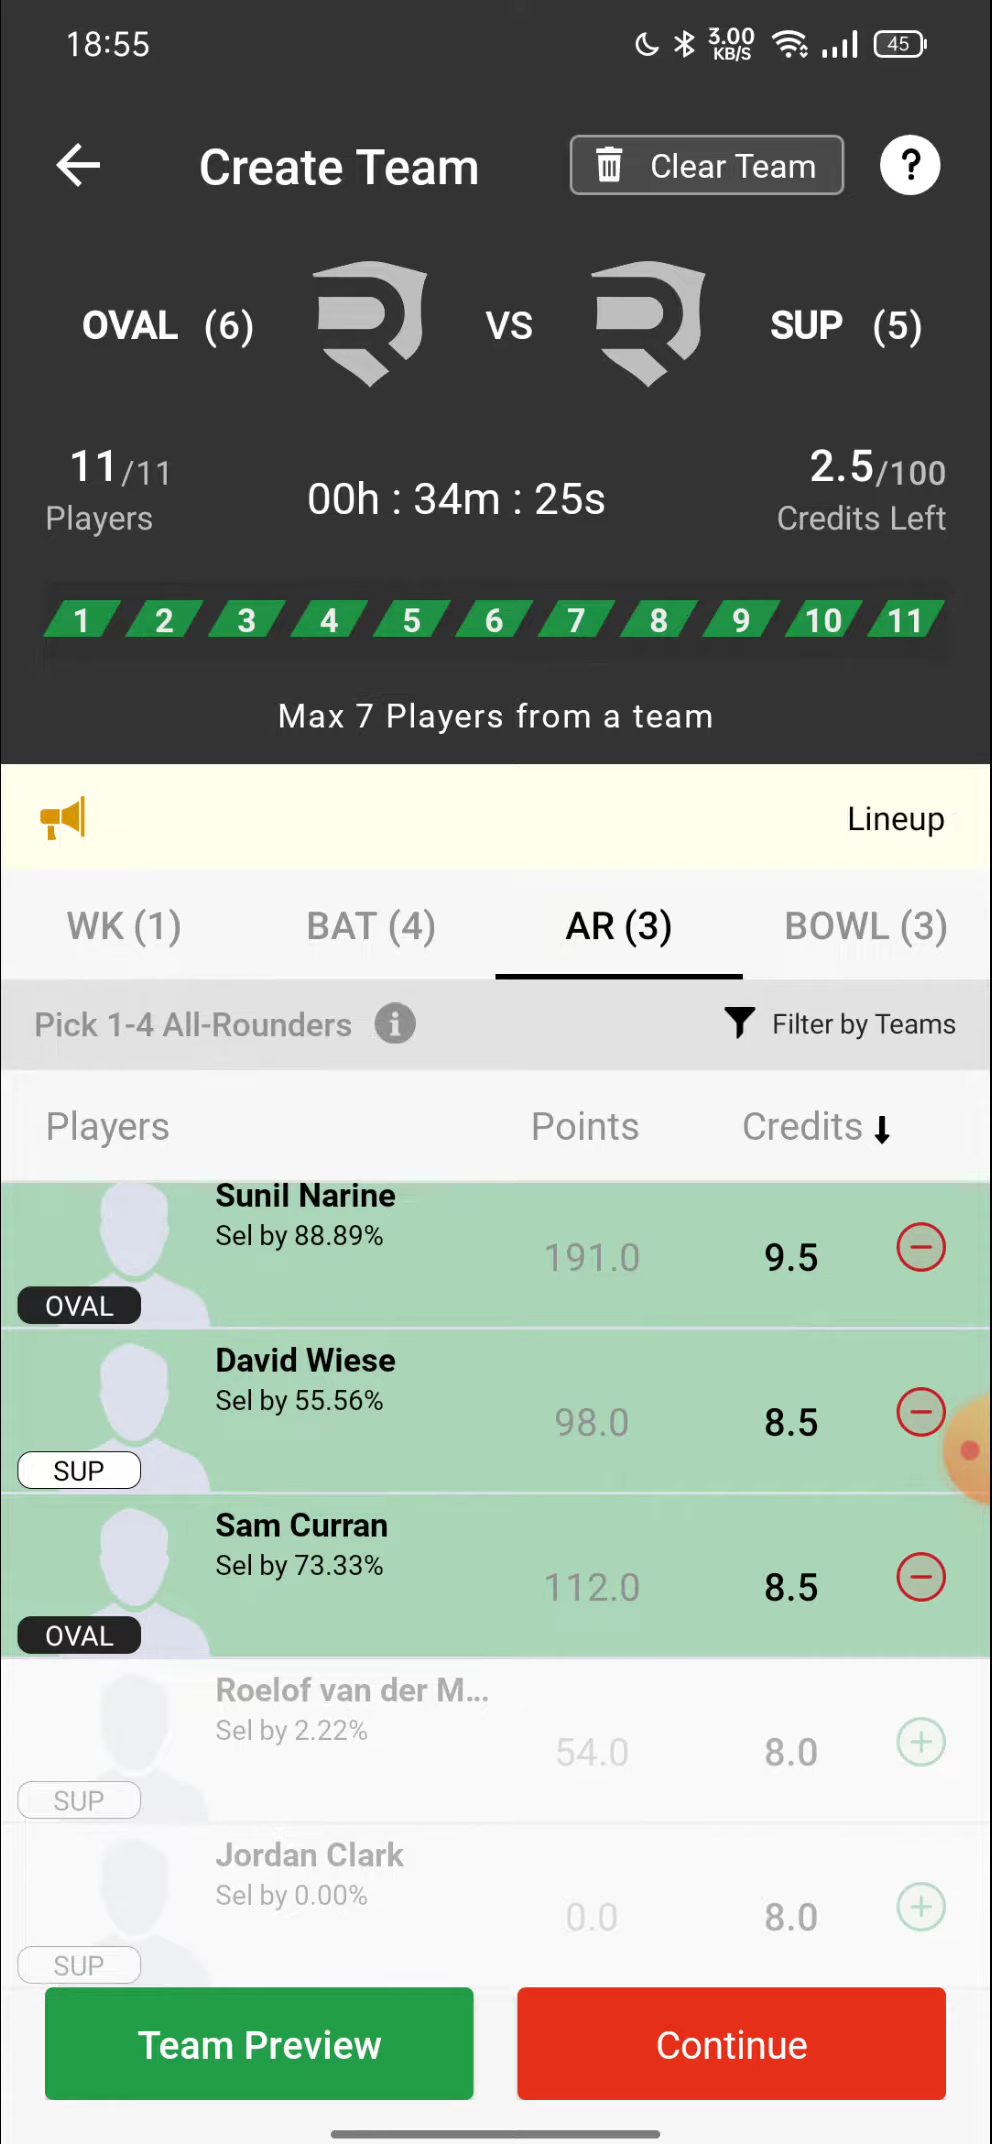 18:55
3.00
KB/S
45
Create Team
Clear Team
?
OVAL (6)
VS
SUP (5)
11/11
Players
00h : 34m : 25s
2.5/100
Credits Left
1 2 3 4 5 6 7 8 9 10 11
Max 7 Players from a team
Lineup
WK (1)
BAT (4)
AR (3)
BOWL (3)
Pick 1-4 All-Rounders
i
Filter by Teams
Players
Points
Credits
Sunil Narine
Sel by 88.89%
191.0
9.5
OVAL
David Wiese
Sel by 55.56%
98.0
8.5
SUP
Sam Curran
Sel by 73.33%
112.0
8.5
OVAL
Roelof van der M...
Sel by 2.22%
54.0
8.0
SUP
Jordan Clark
Sel by 0.00%
0.0
8.0
SUP
Team Preview
Continue